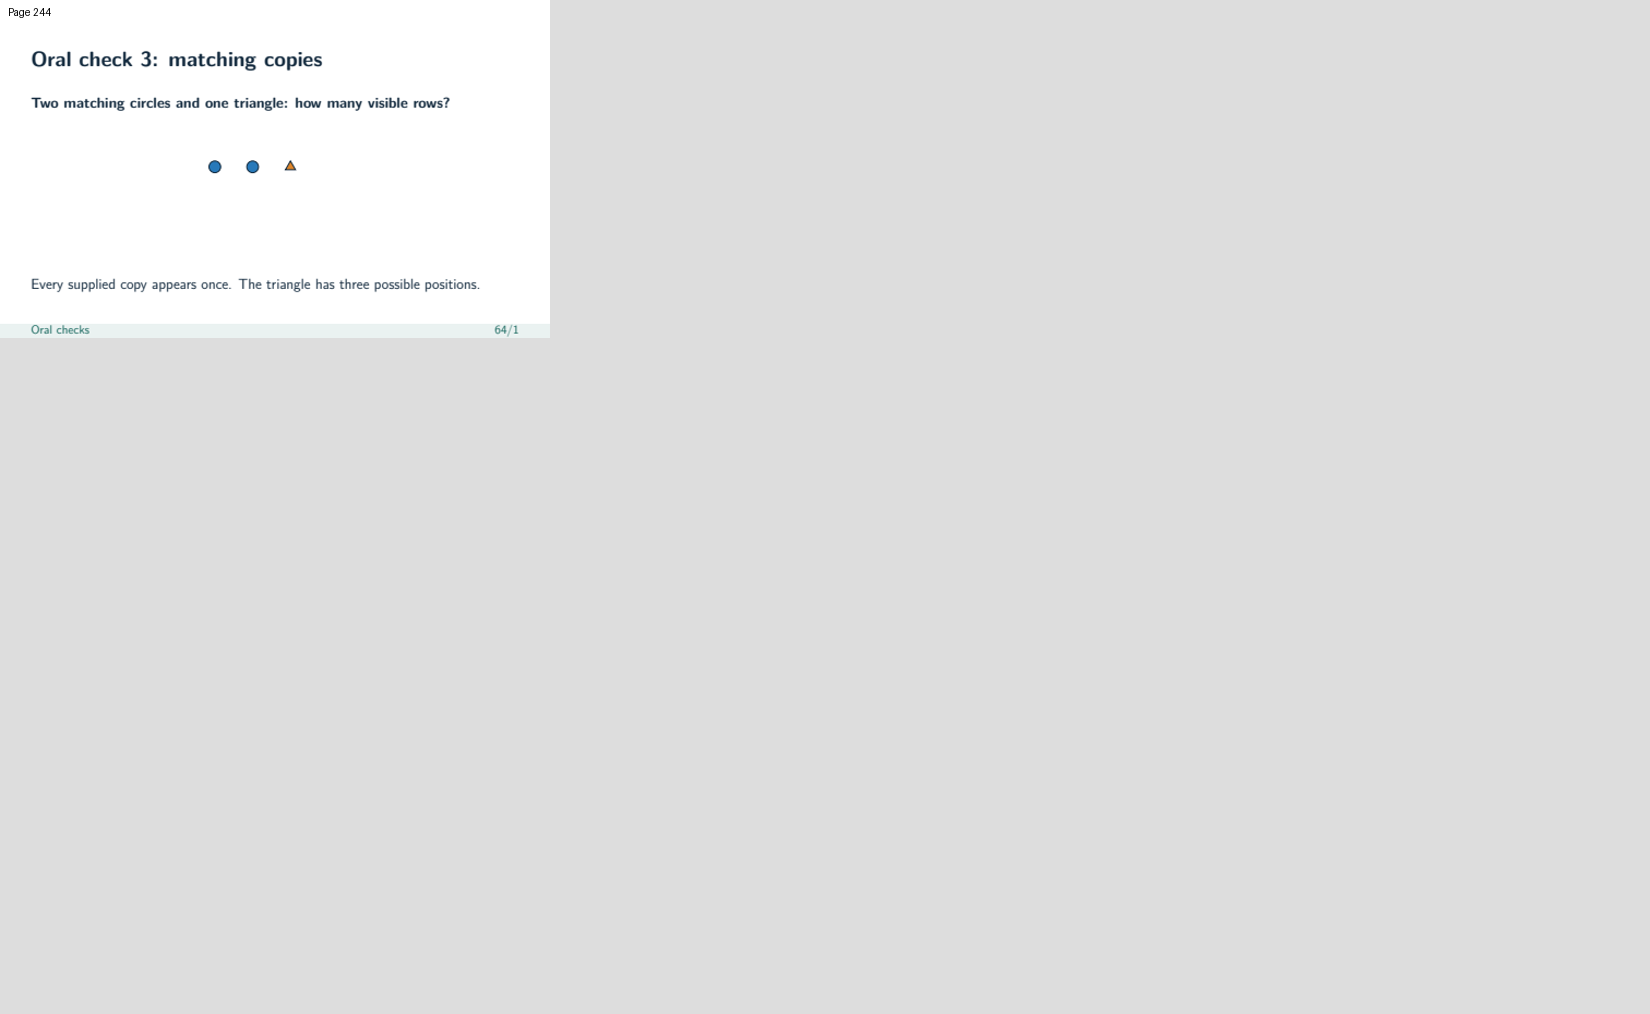 Page 244
Oral check 3: matching copies
Two matching circles and one triangle: how many visible rows?
Every supplied copy appears once. The triangle has three possible positions.
Oral checks 64/1